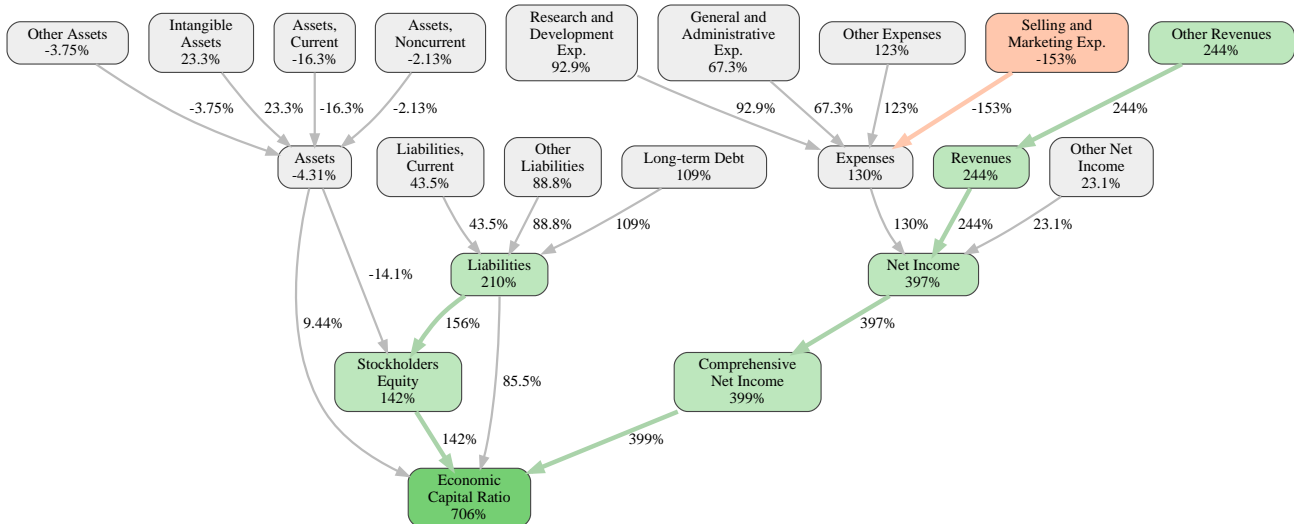 Other Assets
-3.75%
Intangible
Assets
23.3%
Assets,
Current
-16.3%
Assets,
Noncurrent
-2.13%
Research and
Development
Exp.
92.9%
General and
Administrative
Exp.
67.3%
Other Expenses
123%
Selling and
Marketing Exp.
-153%
Other Revenues
244%
-3.75%
23.3%
-16.3%
-2.13%
92.9%
67.3%
123%
-153%
244%
Assets
-4.31%
Liabilities,
Current
43.5%
Other
Liabilities
88.8%
Long-term Debt
109%
Expenses
130%
Revenues
244%
Other Net
Income
23.1%
43.5%
88.8%
109%
130%
244%
23.1%
-14.1%
Liabilities
210%
Net Income
397%
9.44%
156%
397%
Stockholders
Equity
142%
85.5%
Comprehensive
Net Income
399%
142%
399%
Economic
Capital Ratio
706%